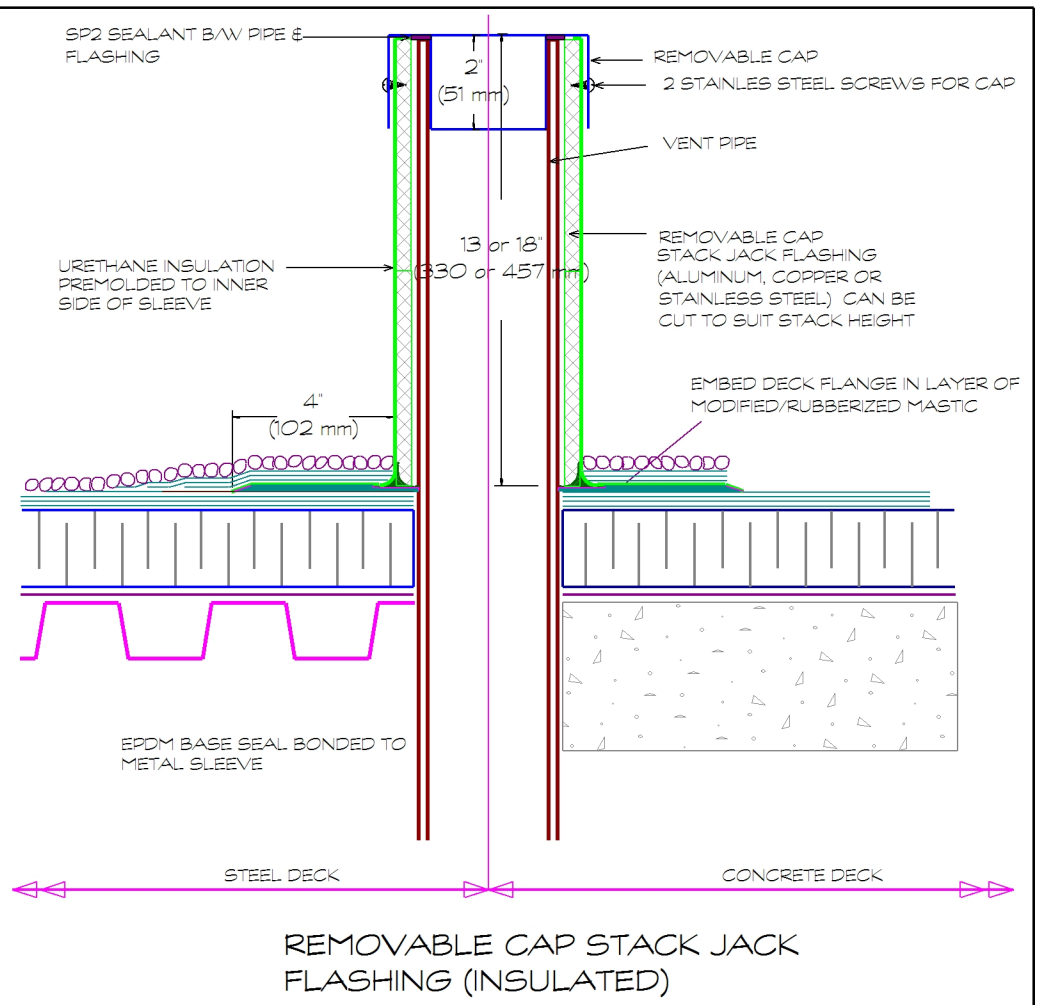 SP2 SEALANT B/W PIPE &
FLASHING
2"
(51 mm)
REMOVABLE CAP
2 STAINLES STEEL SCREWS FOR CAP
VENT PIPE
13 or 18"
(330 or 457 mm)
REMOVABLE CAP
STACK JACK FLASHING
(ALUMINUM, COPPER OR
STAINLESS STEEL) CAN BE
CUT TO SUIT STACK HEIGHT
URETHANE INSULATION
PREMOLDED TO INNER
SIDE OF SLEEVE
EMBED DECK FLANGE IN LAYER OF
MODIFIED/RUBBERIZED MASTIC
4"
(102 mm)
EPDM BASE SEAL BONDED TO
METAL SLEEVE
STEEL DECK
CONCRETE DECK
REMOVABLE CAP STACK JACK
FLASHING (INSULATED)